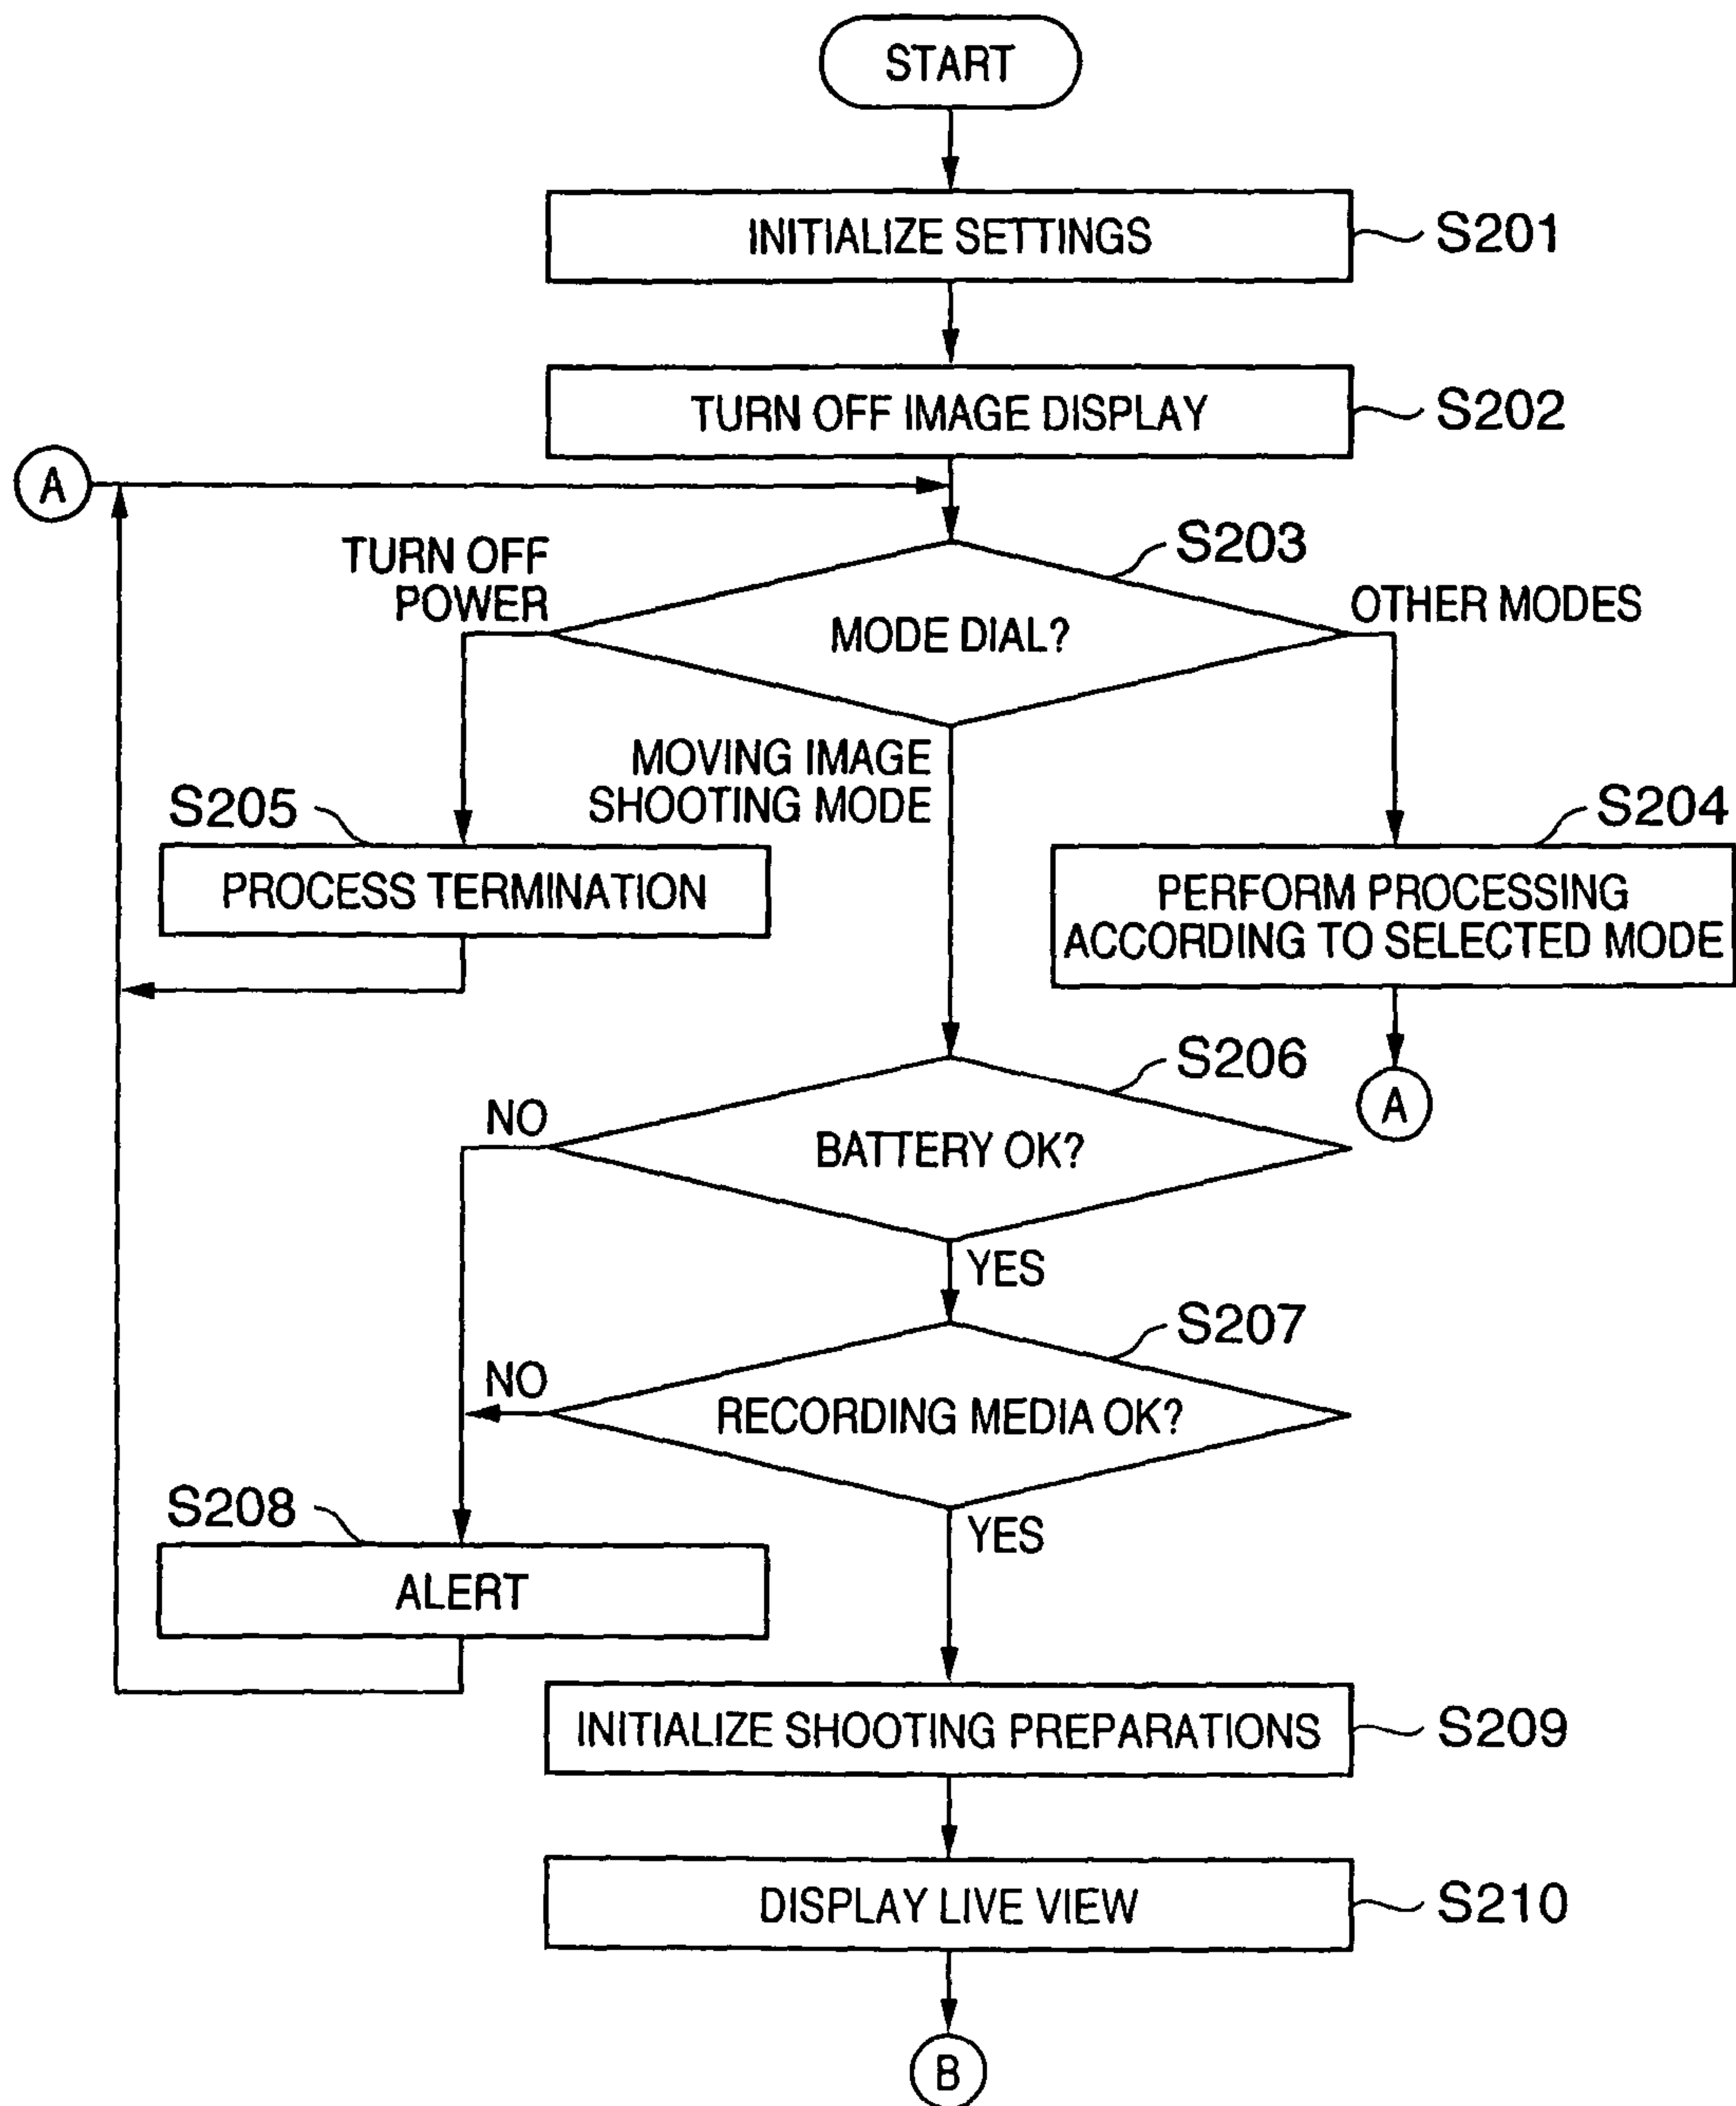 START
INITIALIZE SETTINGS
S201
TURN OFF IMAGE DISPLAY
S202
A
S203
TURN OFF
POWER
MODE DIAL?
OTHER MODES
MOVING IMAGE
SHOOTING MODE
S205
PROCESS TERMINATION
S204
PERFORM PROCESSING
ACCORDING TO SELECTED MODE
A
S206
NO
BATTERY OK?
YES
S207
NO
RECORDING MEDIA OK?
YES
S208
ALERT
INITIALIZE SHOOTING PREPARATIONS
S209
DISPLAY LIVE VIEW
S210
B